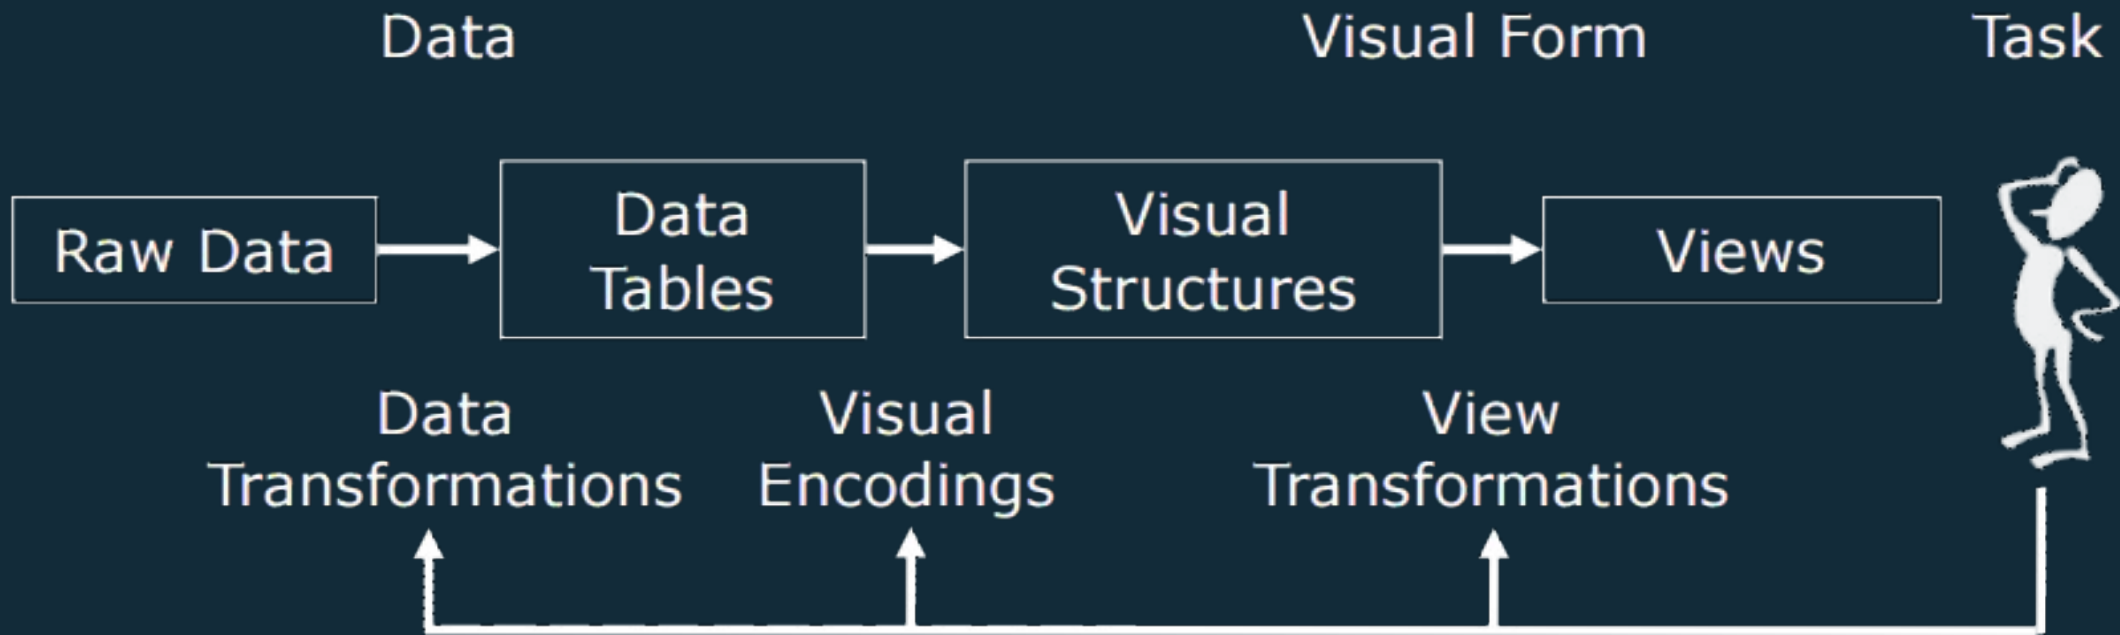 Data
Visual Form
Task
Raw Data
Data
Tables
Visual
Structures
Views
Data
Transformations
Visual
Encodings
View
Transformations